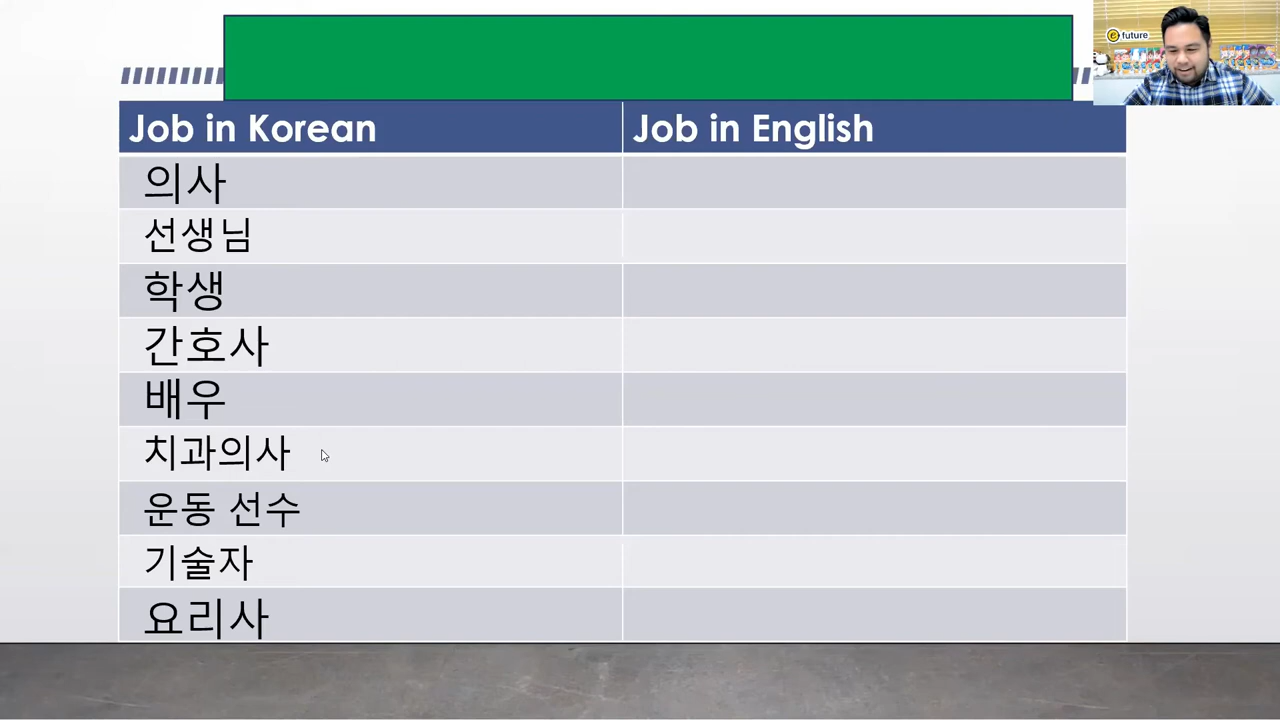 e future
Job in Korean
Job in English
의사
선생님
학생
간호사
배우
치과의사
운동 선수
기술자
요리사